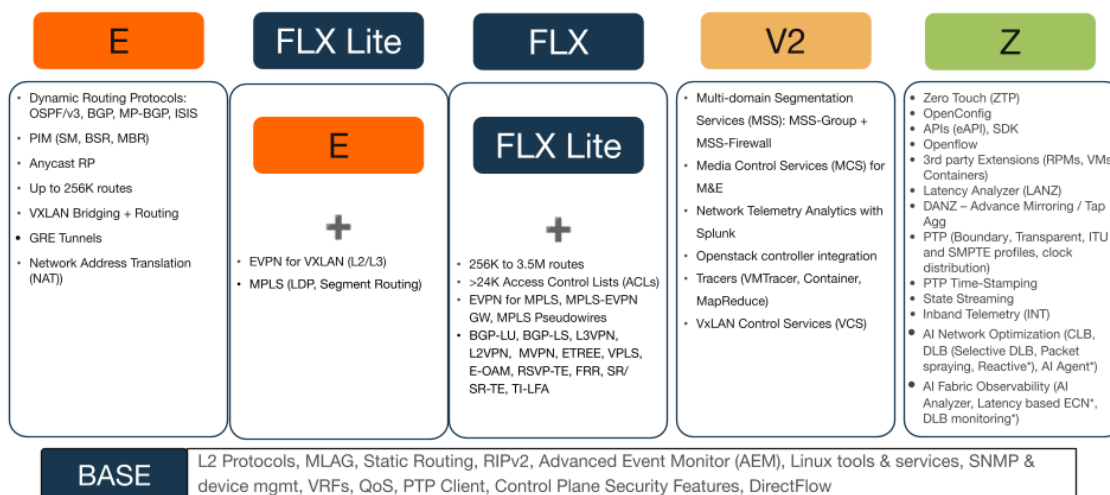 E
Dynamic Routing Protocols:
OSPF/v3, BGP, MP-BGP, ISIS
PIM (SM, BSR, MBR)
Anycast RP
Up to 256K routes
VXLAN Bridging + Routing
GRE Tunnels
Network Address Translation
(NAT))
FLX Lite
E
+
EVPN for VXLAN (L2/L3)
MPLS (LDP, Segment Routing)
FLX
FLX Lite
+
256K to 3.5M routes
>24K Access Control Lists (ACLs)
EVPN for MPLS, MPLS-EVPN
GW, MPLS Pseudowires
BGP-LU, BGP-LS, L3VPN,
L2VPN, MVPN, ETREE, VPLS,
E-OAM, RSVP-TE, FRR, SR/
SR-TE, TI-LFA
V2
Multi-domain Segmentation
Services (MSS): MSS-Group +
MSS-Firewall
Media Control Services (MCS) for
M&E
Network Telemetry Analytics with
Splunk
Openstack controller integration
Tracers (VMTracer, Container,
MapReduce)
VxLAN Control Services (VCS)
Z
Zero Touch (ZTP)
OpenConfig
APIs (eAPI), SDK
Openflow
3rd party Extensions (RPMs, VMs
Containers)
Latency Analyzer (LANZ)
DANZ – Advance Mirroring / Tap
Agg
PTP (Boundary, Transparent, ITU
and SMPTE profiles, clock
distribution)
PTP Time-Stamping
State Streaming
Inband Telemetry (INT)
AI Network Optimization (CLB,
DLB (Selective DLB, Packet
spraying, Reactive*), AI Agent*)
AI Fabric Observability (AI
Analyzer, Latency based ECN*,
DLB monitoring*)
BASE
L2 Protocols, MLAG, Static Routing, RIPv2, Advanced Event Monitor (AEM), Linux tools & services, SNMP &
device mgmt, VRFs, QoS, PTP Client, Control Plane Security Features, DirectFlow